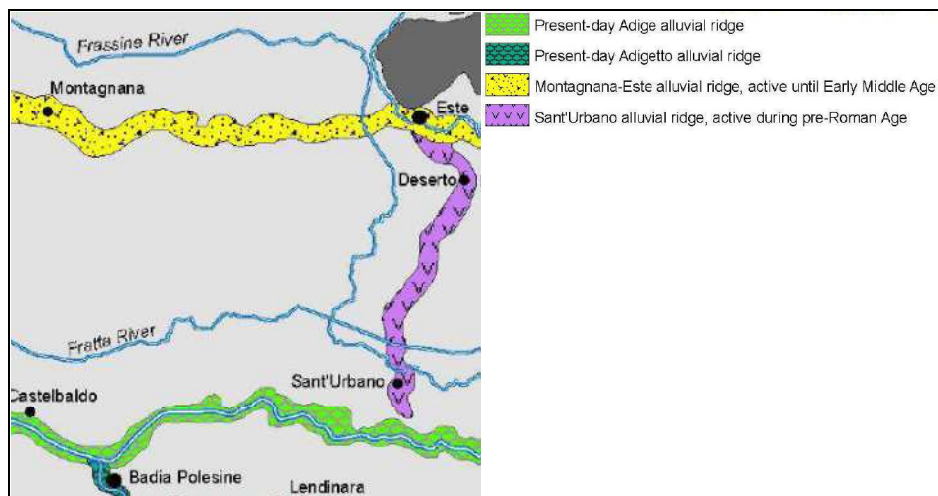 Frassine River
Montagnana
Este
Deserto
Fratta River
Sant'Urbano
Castelbaldo
Badia Polesine
Lendinara
Present-day Adige alluvial ridge
Present-day Adigetto alluvial ridge
Montagnana-Este alluvial ridge, active until Early Middle Age
Sant'Urbano alluvial ridge, active during pre-Roman Age